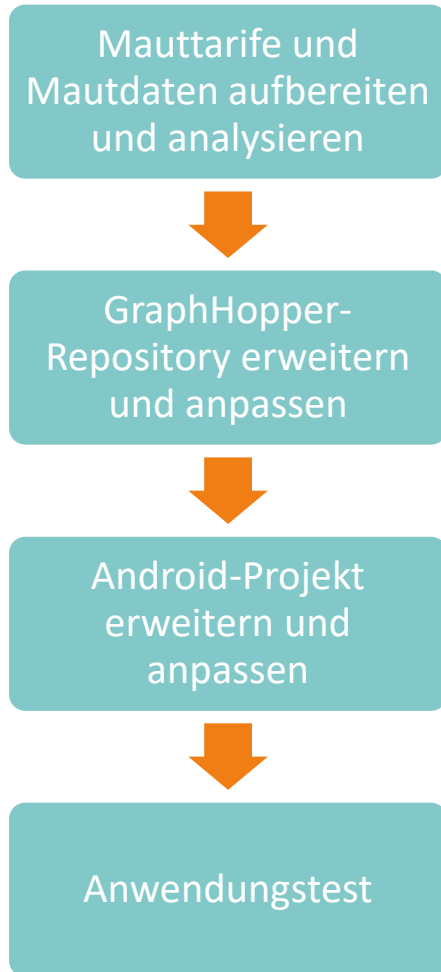 Mauttarife und
Mautdaten aufbereiten
und analysieren
GraphHopper-
Repository erweitern
und anpassen
Android-Projekt
erweitern und
anpassen
Anwendungstest